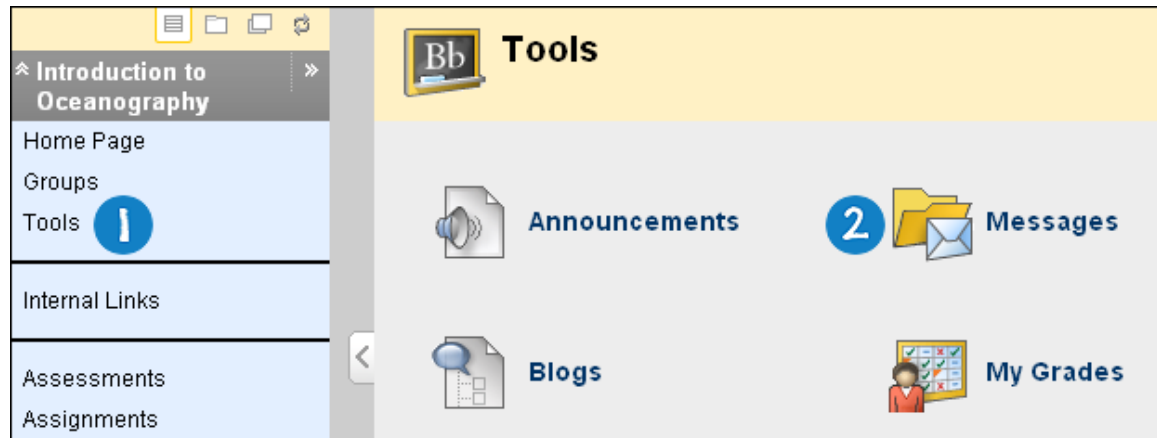 Introduction to
Oceanography
Home Page
Groups
Tools 1
Internal Links
Assessments
Assignments
Bb Tools
Announcements
2 Messages
Blogs
My Grades